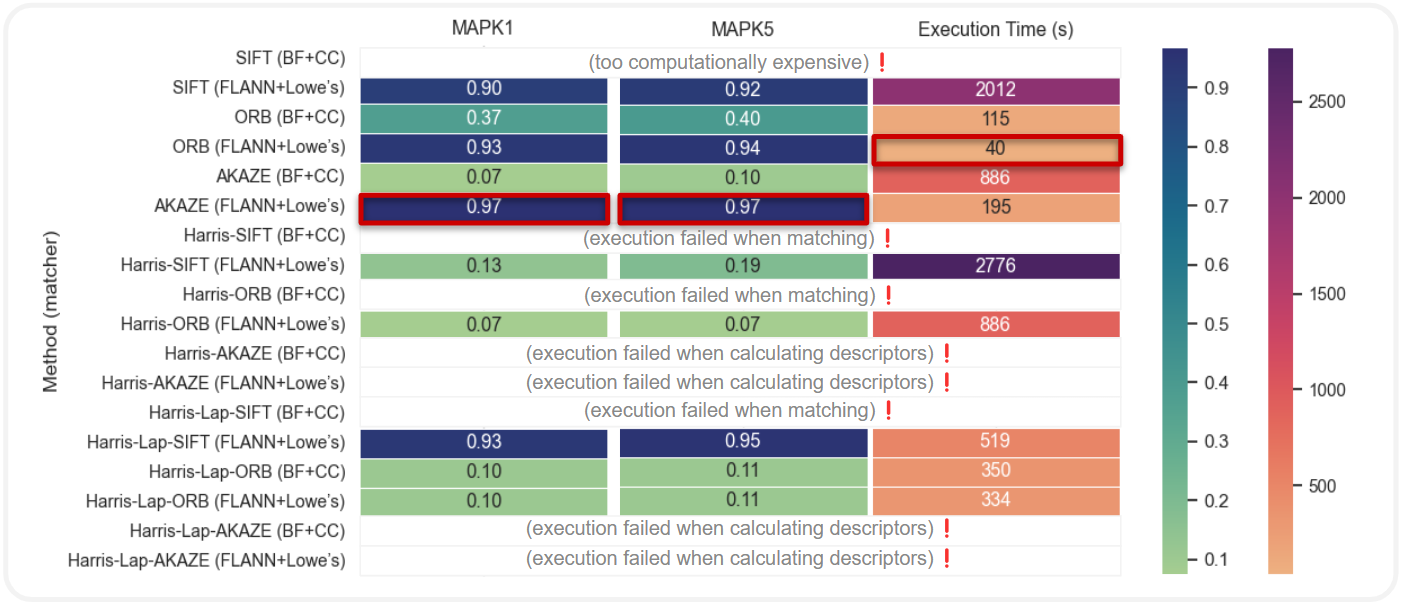 MAPK1 MAPK5 Execution Time (s)
SIFT (BF+CC) (too computationally expensive) ❗
SIFT (FLANN+Lowe's) 0.90 0.92 2012
ORB (BF+CC) 0.37 0.40 115
ORB (FLANN+Lowe's) 0.93 0.94 40
AKAZE (BF+CC) 0.07 0.10 886
AKAZE (FLANN+Lowe's) 0.97 0.97 195
Harris-SIFT (BF+CC) (execution failed when matching) ❗
Harris-SIFT (FLANN+Lowe's) 0.13 0.19 2776
Harris-ORB (BF+CC) (execution failed when matching) ❗
Harris-ORB (FLANN+Lowe's) 0.07 0.07 886
Harris-AKAZE (BF+CC) (execution failed when calculating descriptors) ❗
Harris-AKAZE (FLANN+Lowe's) (execution failed when calculating descriptors) ❗
Harris-Lap-SIFT (BF+CC) (execution failed when matching) ❗
Harris-Lap-SIFT (FLANN+Lowe's) 0.93 0.95 519
Harris-Lap-ORB (BF+CC) 0.10 0.11 350
Harris-Lap-ORB (FLANN+Lowe's) 0.10 0.11 334
Harris-Lap-AKAZE (BF+CC) (execution failed when calculating descriptors) ❗
Harris-Lap-AKAZE (FLANN+Lowe's) (execution failed when calculating descriptors) ❗
Method (matcher)
0.9
0.8
0.7
0.6
0.5
0.4
0.3
0.2
0.1
2500
2000
1500
1000
500